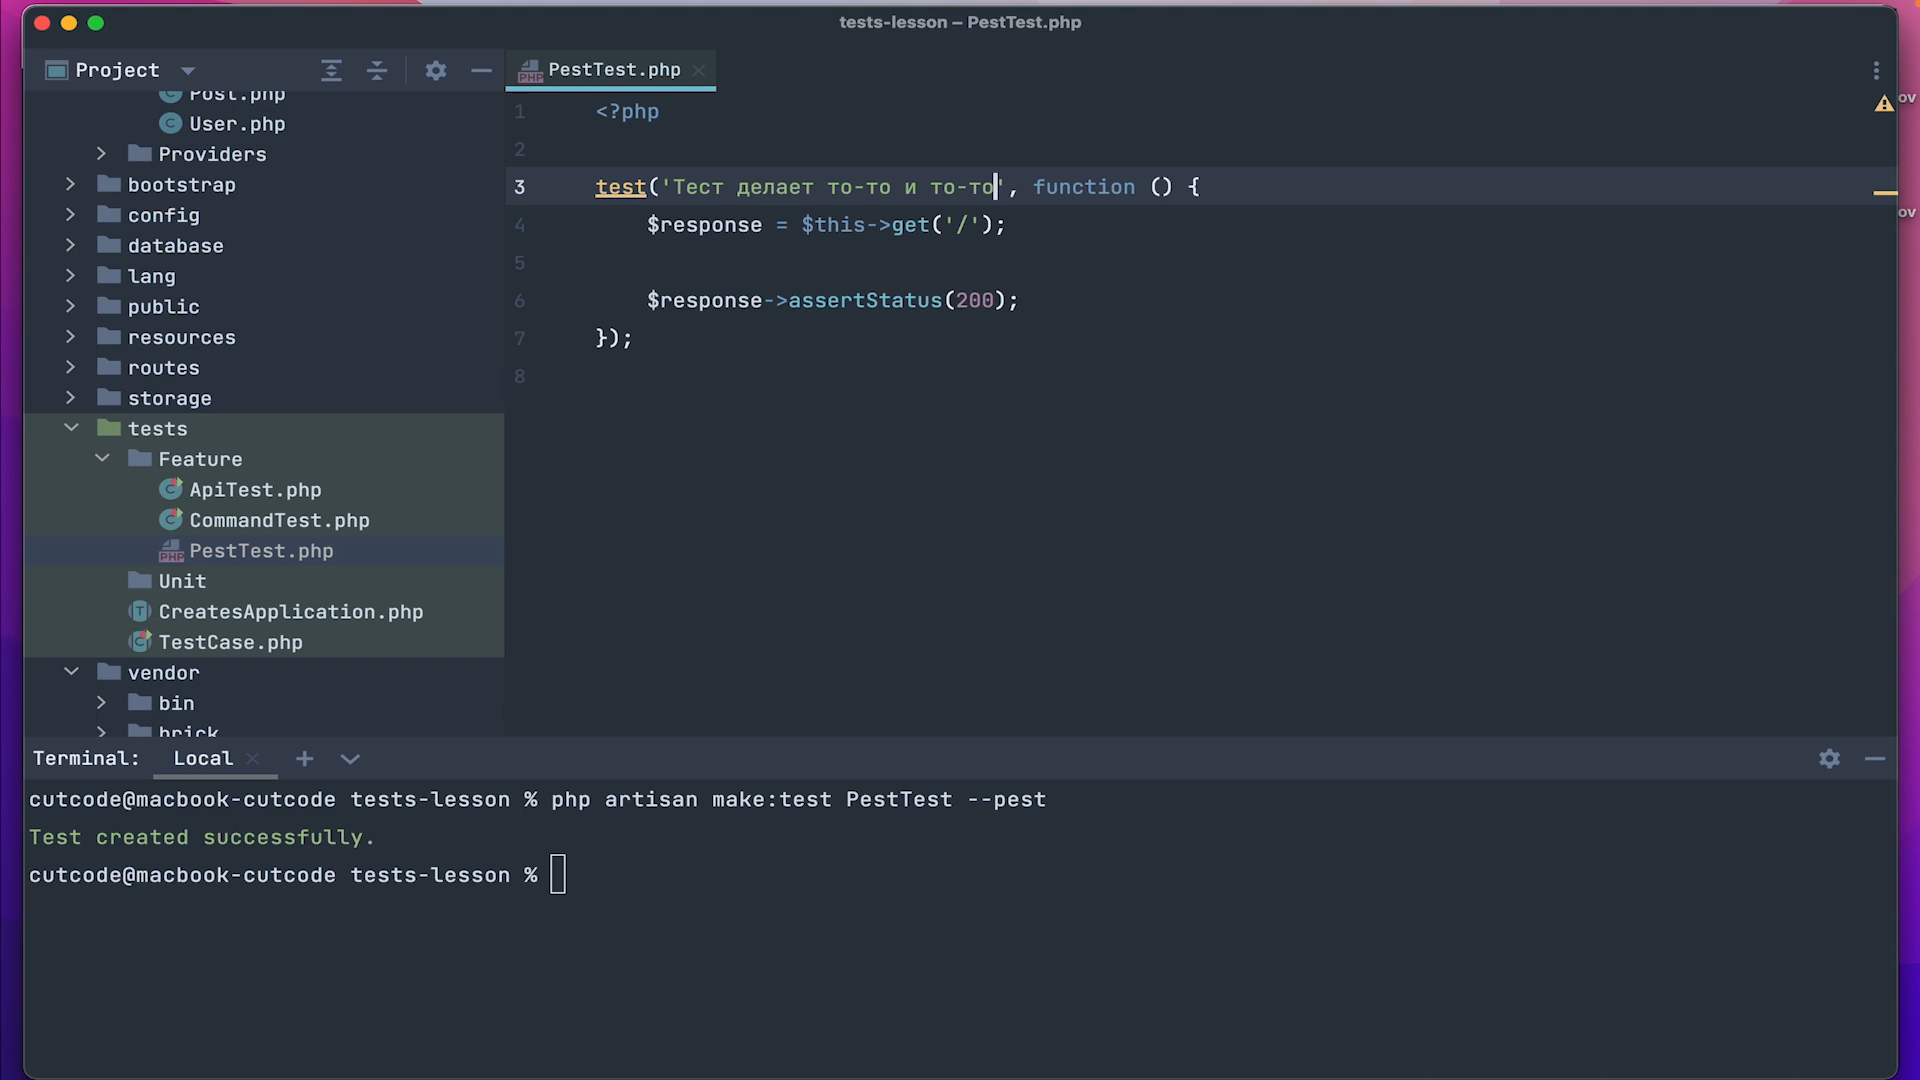 tests-lesson – PestTest.php
Project
PestTest.php
Post.php
User.php
Providers
bootstrap
config
database
lang
public
resources
routes
storage
tests
Feature
ApiTest.php
CommandTest.php
PestTest.php
Unit
CreatesApplication.php
TestCase.php
vendor
bin
brick
1 <?php
2
3 test('Тест делает то-то и то-то', function () {
4 $response = $this->get('/');
5
6 $response->assertStatus(200);
7 });
8
ov
ov
Terminal: Local
cutcode@macbook-cutcode tests-lesson % php artisan make:test PestTest --pest
Test created successfully.
cutcode@macbook-cutcode tests-lesson %